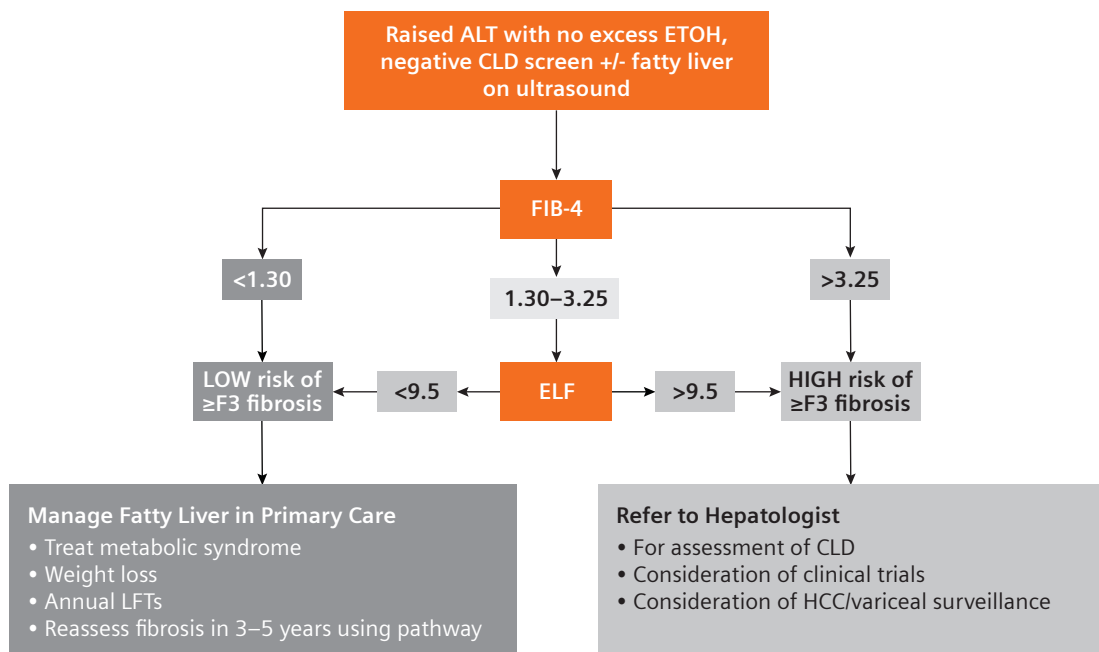 Raised ALT with no excess ETOH,
negative CLD screen +/- fatty liver
on ultrasound
FIB-4
<1.30
1.30–3.25
>3.25
LOW risk of
≥F3 fibrosis
<9.5
ELF
>9.5
HIGH risk of
≥F3 fibrosis
Manage Fatty Liver in Primary Care
• Treat metabolic syndrome
• Weight loss
• Annual LFTs
• Reassess fibrosis in 3–5 years using pathway
Refer to Hepatologist
• For assessment of CLD
• Consideration of clinical trials
• Consideration of HCC/variceal surveillance